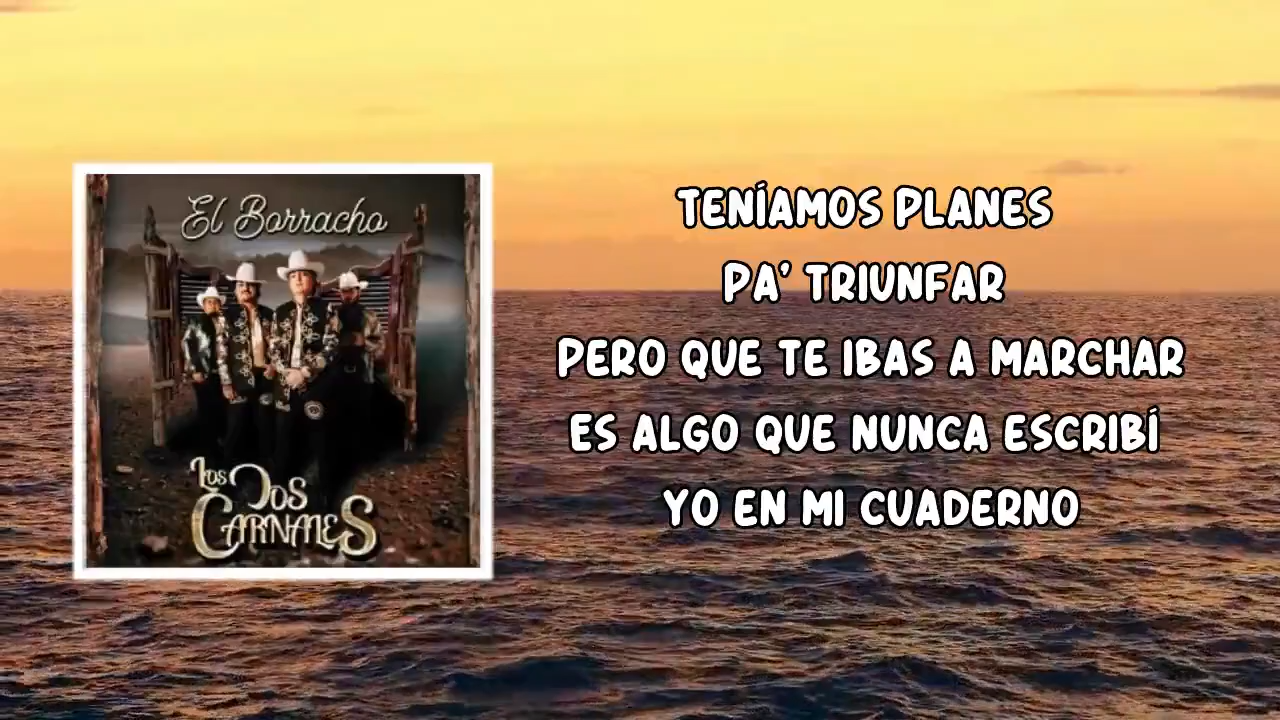 El Borracho
Los Dos
Carnales
TENÍAMOS PLANES
PA' TRIUNFAR
PERO QUE TE IBAS A MARCHAR
ES ALGO QUE NUNCA ESCRIBÍ
YO EN MI CUADERNO